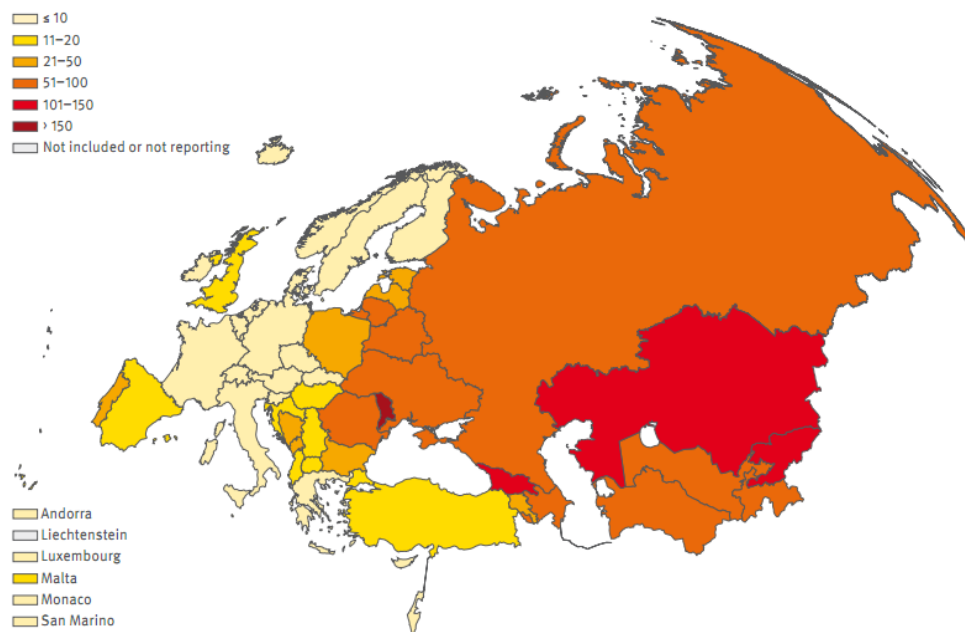 ≤ 10
11–20
21–50
51–100
101–150
> 150
Not included or not reporting
Andorra
Liechtenstein
Luxembourg
Malta
Monaco
San Marino